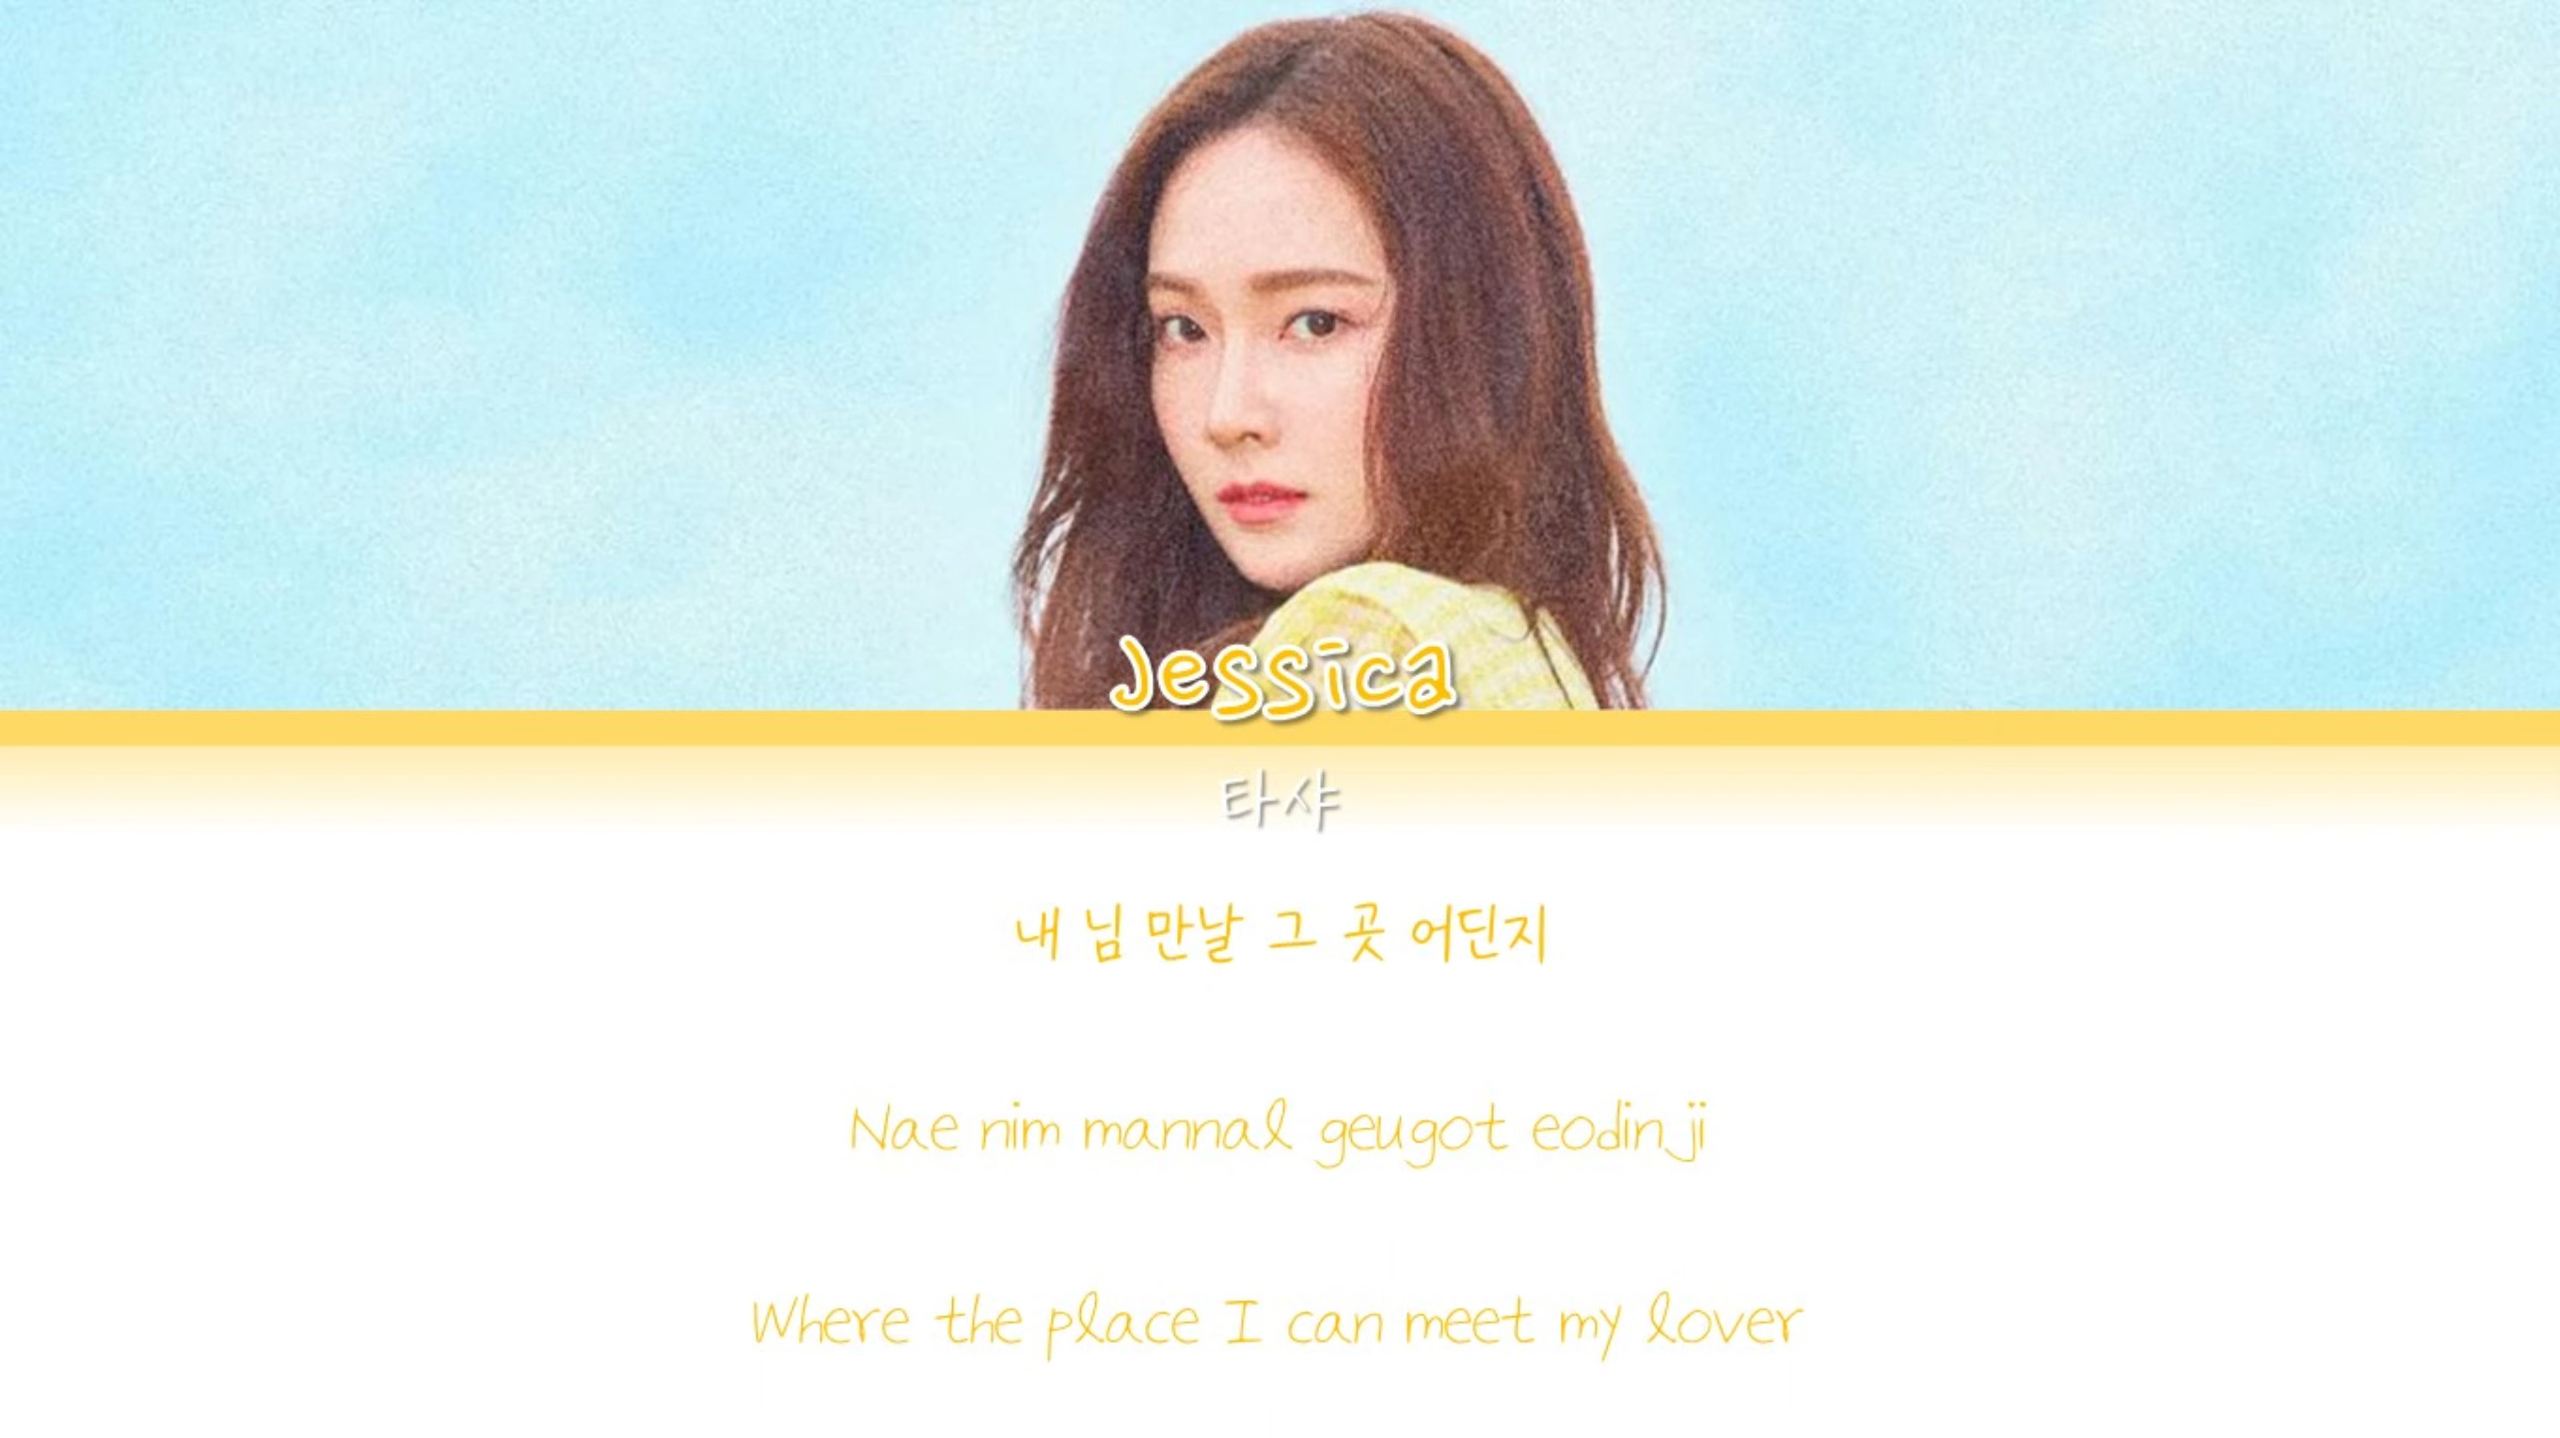 Jessica
타샤
내 님 만날 그 곳 어딘지
Nae nim mannal geugot eodinji
Where the place I can meet my lover